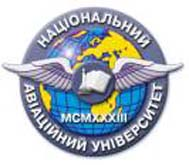 НАЦІОНАЛЬНИЙ
MCMXXXIII
АВІАЦІЙНИЙ УНІВЕРСИТЕТ